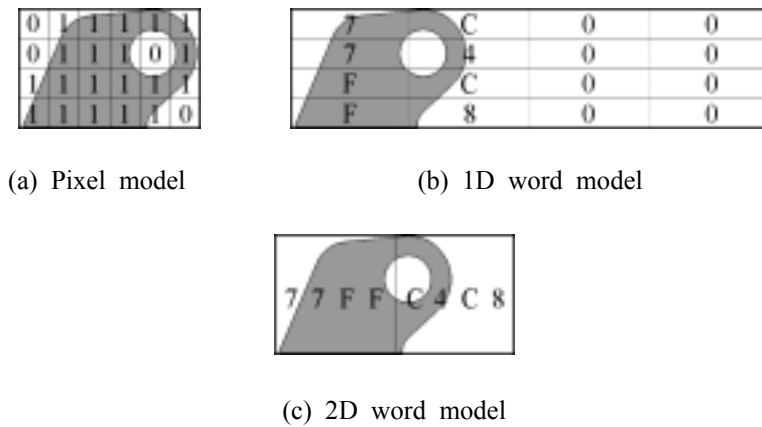 0 1 1 1 1 1
0 1 1 1 0 1
1 1 1 1 1 1
1 1 1 1 1 0
(a) Pixel model
7 C 0 0
7 4 0 0
F C 0 0
F 8 0 0
(b) 1D word model
7 7 F F C 4 C 8
(c) 2D word model